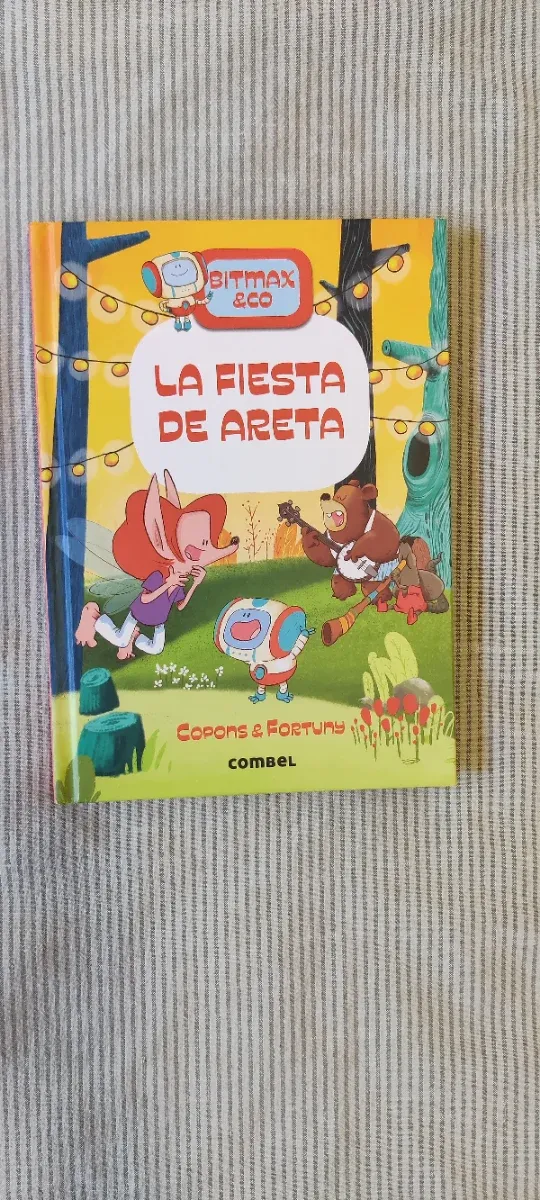 BITMAX
&CO
LA FIESTA
DE ARETA
COPONS & FORTUNY
COMBEL